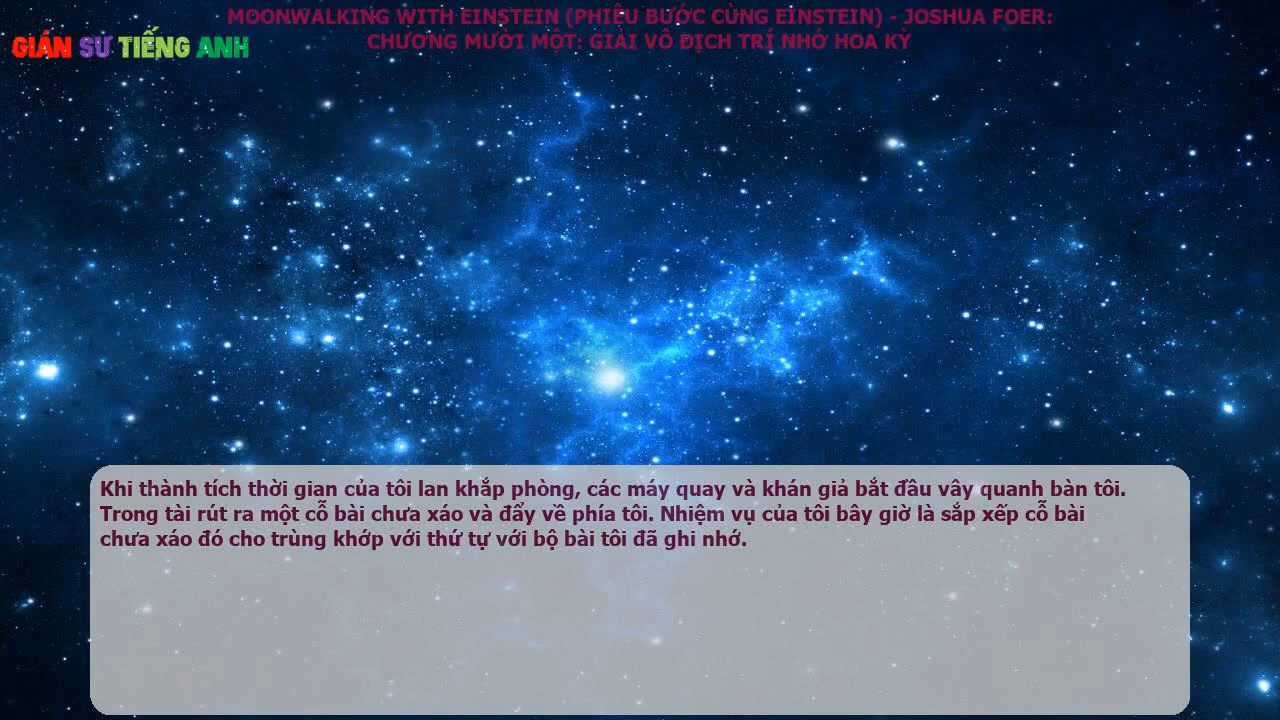 MOONWALKING WITH EINSTEIN (PHIÊU BƯỚC CÙNG EINSTEIN) - JOSHUA FOER:
CHƯƠNG MƯỜI MỘT: GIẢI VÔ ĐỊCH TRÍ NHỚ HOA KỲ
GIÁN SƯ TIẾNG ANH
Khi thành tích thời gian của tôi lan khắp phòng, các máy quay và khán giả bắt đầu vây quanh bàn tôi.
Trong tài rút ra một cỗ bài chưa xáo và đẩy về phía tôi. Nhiệm vụ của tôi bây giờ là sắp xếp cỗ bài
chưa xáo đó cho trùng khớp với thứ tự với bộ bài tôi đã ghi nhớ.